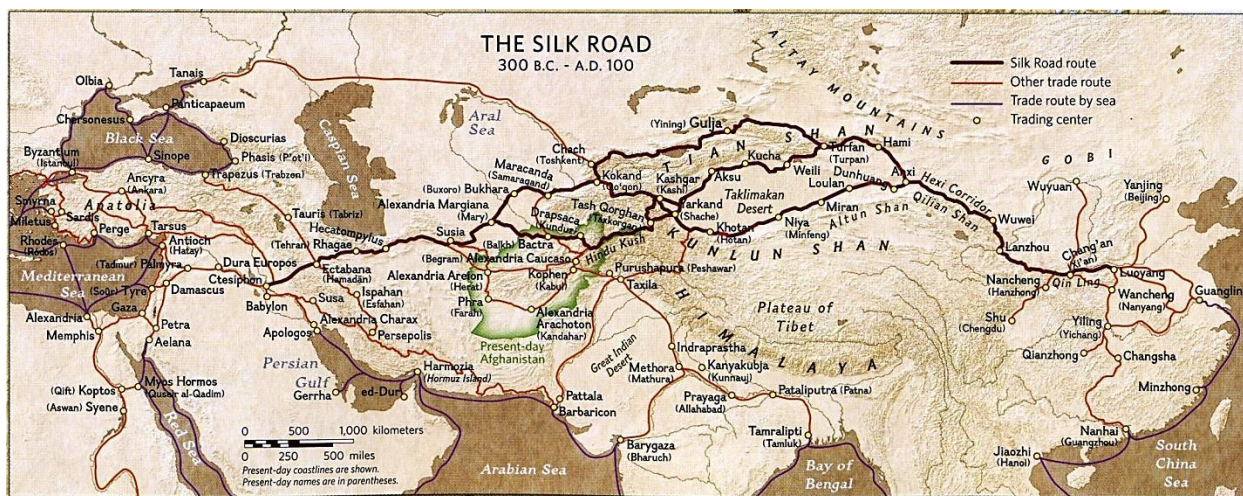 THE SILK ROAD
300 B.C. - A.D. 100
Silk Road route
Other trade route
Trade route by sea
Trading center
ALTAY MOUNTAINS
Olbia
Tanais
Panticapaeum
Chersonesus
Black Sea
Dioscurias
Phasis (P'ot'i)
Byzantium
(Istanbul)
Sinope
Trapezus (Trabzon)
Caspian Sea
Aral
Sea
Ancyra
(Ankara)
Anatolia
Smyrna
Miletus
Sardis
Perge
Tarsus
Rhodes
(Rodos)
Antioch
(Hatay)
Mediterranean
Sea
(Tadmur) Palmyra
Dura Europos
(Soûr) Tyre
Damascus
Ctesiphon
Babylon
Gaza
Alexandria
Memphis
Petra
Aelana
(Qift) Koptos
Myos Hormos
(Quseir al-Qadim)
(Aswan) Syene
Red Sea
Tauris (Tabriz)
Hecatompylus
(Tehran) Rhagae
Ectabana
(Hamadan)
Susa
Ispahan
(Esfahan)
Alexandria Charax
Apologos
Persepolis
Persian
Gulf
Gerrha
ed-Dur
Harmozia
(Hormuz Island)
Chach
(Toshkent)
Maracanda
(Samaraqand)
(Buxoro) Bukhara
Alexandria Margiana
(Mary)
Susia
Kokand
(Qo'qon)
Drapsaca
(Kunduz)
Tash Qorghan
(Taxkorgan)
(Balkh) Bactra
(Begram) Alexandria Caucaso
Hindu Kush
Alexandria Areion
(Herat)
Kophen
(Kabul)
Phra
(Farah)
Alexandria
Arachoton
(Kandahar)
Present-day
Afghanistan
Purushapura (Peshawar)
Taxila
(Yining) Gulja
TIAN SHAN
Kashgar
(Kashi)
Aksu
Kucha
Weili
Turfan
(Turpan)
Hami
Yarkand
(Shache)
Taklimakan
Desert
Loulan
Dunhuang
Anxi
Miran
Niya
(Minfeng)
Khotan
(Hotan)
Altun Shan
Qilian Shan
Hexi Corridor
KUNLUN SHAN
GOBI
Wuyuan
Yanjing
(Beijing)
Wuwei
Lanzhou
Chang'an
(Xi'an)
Luoyang
Nancheng
(Hanzhong)
Qin Ling
Wancheng
(Nanyang)
Guangling
Shu
(Chengdu)
Yiling
(Yichang)
Qianzhong
Changsha
Minzhong
Nanhai
(Guangzhou)
Jiaozhi
(Hanoi)
South
China
Sea
Plateau of
Tibet
HIMALAYA
Great Indian
Desert
Indraprastha
Methora
(Mathura)
Kanyakubja
(Kunnauj)
Prayaga
(Allahabad)
Pataliputra (Patna)
Pattala
Barbaricon
Barygaza
(Bharuch)
Tamralipti
(Tamluk)
Arabian Sea
Bay of
Bengal
0 500 1,000 kilometers
0 250 500 miles
Present-day coastlines are shown.
Present-day names are in parentheses.